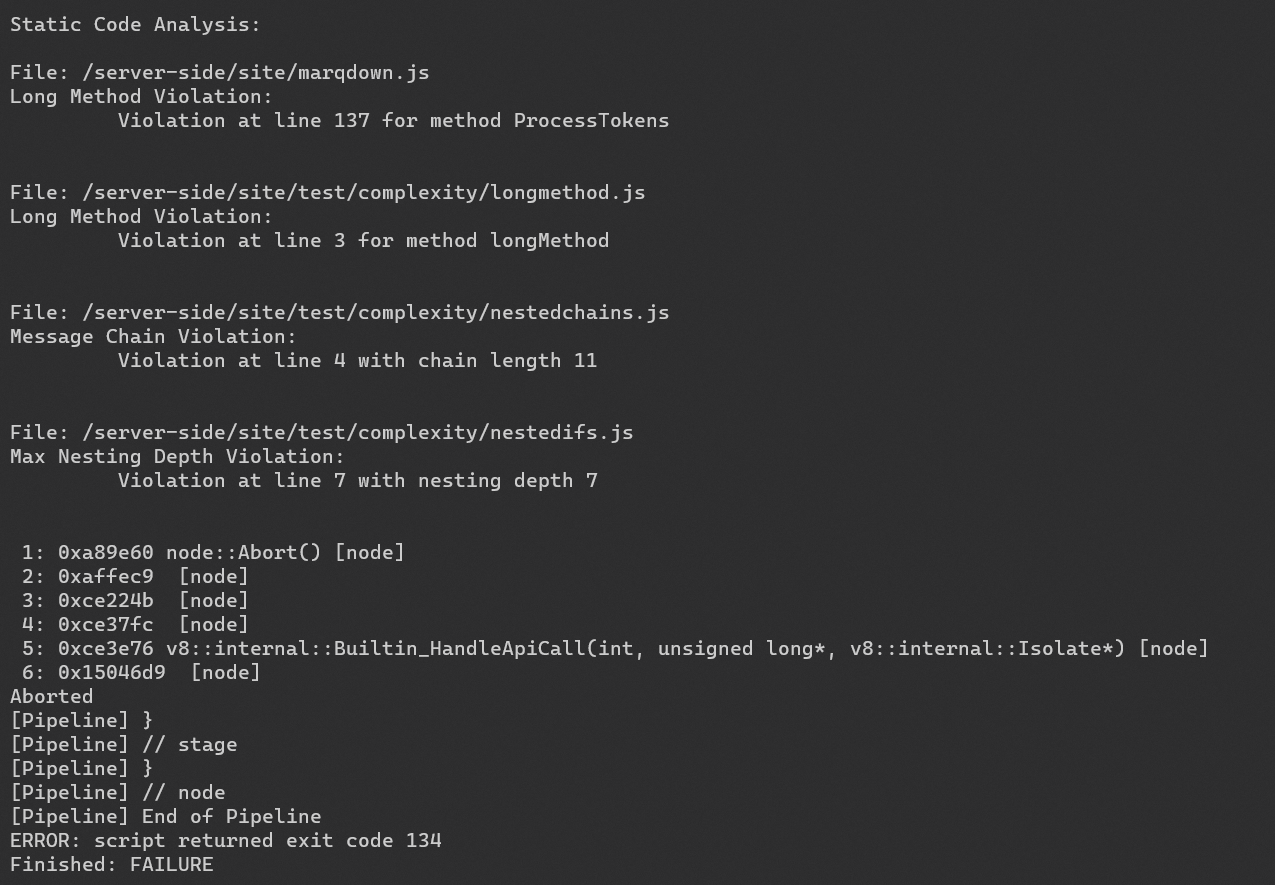 Static Code Analysis:
File: /server-side/site/marqdown.js
Long Method Violation:
Violation at line 137 for method ProcessTokens
File: /server-side/site/test/complexity/longmethod.js
Long Method Violation:
Violation at line 3 for method longMethod
File: /server-side/site/test/complexity/nestedchains.js
Message Chain Violation:
Violation at line 4 with chain length 11
File: /server-side/site/test/complexity/nestedifs.js
Max Nesting Depth Violation:
Violation at line 7 with nesting depth 7
1: 0xa89e60 node::Abort() [node]
2: 0xaffec9  [node]
3: 0xce224b  [node]
4: 0xce37fc  [node]
5: 0xce3e76 v8::internal::Builtin_HandleApiCall(int, unsigned long*, v8::internal::Isolate*) [node]
6: 0x15046d9  [node]
Aborted
[Pipeline] }
[Pipeline] // stage
[Pipeline] }
[Pipeline] // node
[Pipeline] End of Pipeline
ERROR: script returned exit code 134
Finished: FAILURE